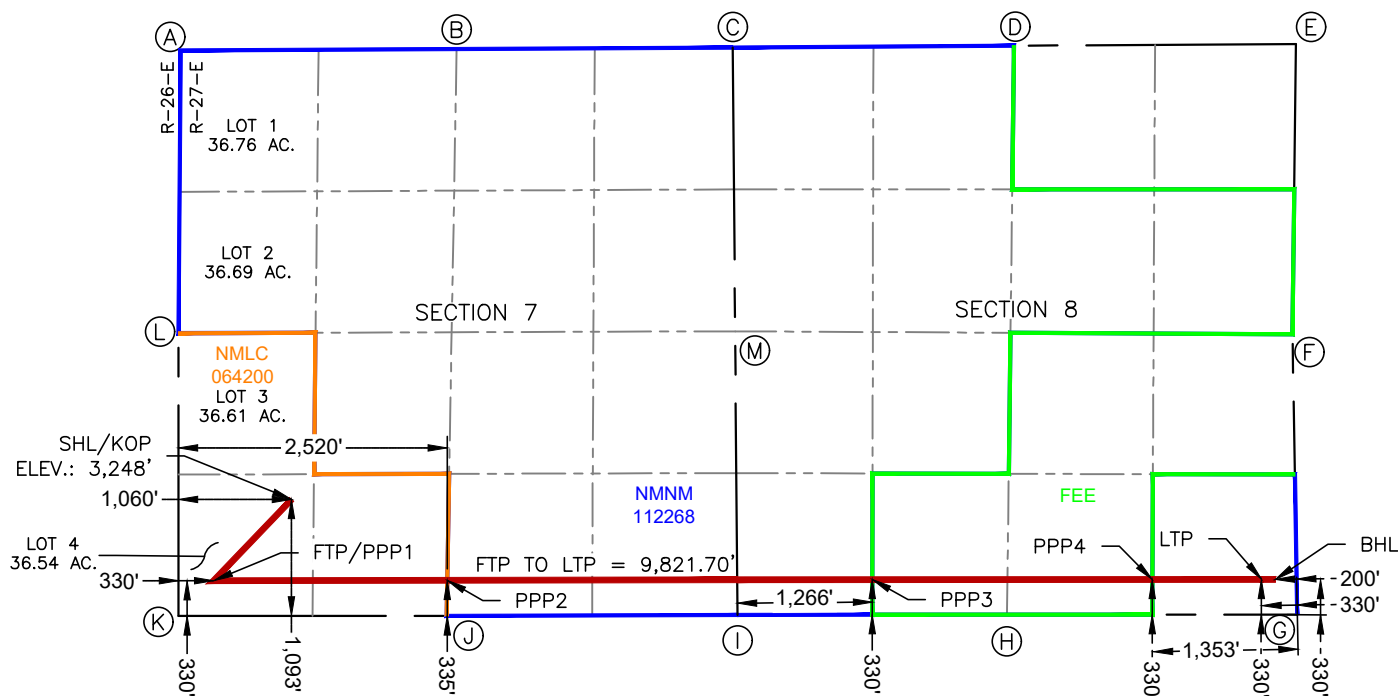 A
B
C
D
E
R-26-E
R-27-E
LOT 1
36.76 AC.
LOT 2
36.69 AC.
SECTION 7
SECTION 8
L
M
F
NMLC
064200
LOT 3
36.61 AC.
SHL/KOP
ELEV.: 3,248'
2,520'
1,060'
NMNM
112268
FEE
LOT 4
36.54 AC.
FTP/PPP1
FTP TO LTP = 9,821.70'
PPP4
LTP
BHL
330'
PPP2
1,266'
PPP3
200'
330'
K
J
I
H
G
1,353'
330'
1,093'
335'
330'
330'
330'
330'